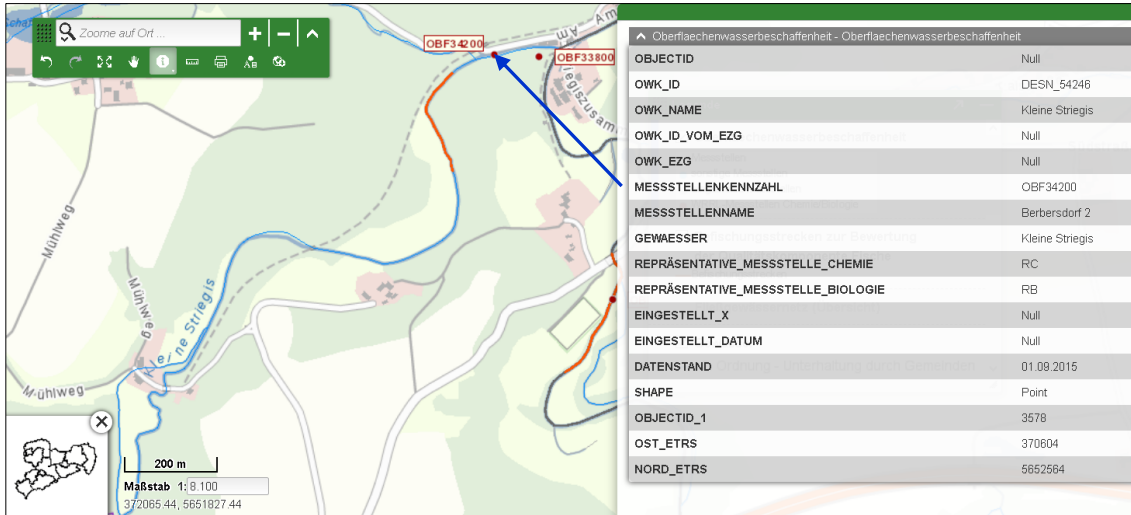 Zoome auf Ort ...
OBF34200
OBF33800
Mühlweg
Mühlweg
Mühlweg
Kleine Striegis
200 m
Maßstab 1: 8.100
372065.44, 5651827.44
Oberflaechenwasserbeschaffenheit - Oberflaechenwasserbeschaffenheit
OBJECTID Null
OWK_ID DESN_54246
OWK_NAME Kleine Striegis
OWK_ID_VOM_EZG Null
OWK_EZG Null
MESSSTELLENKENNZAHL OBF34200
MESSSTELLENNAME Berbersdorf 2
GEWAESSER Kleine Striegis
REPRÄSENTATIVE_MESSSTELLE_CHEMIE RC
REPRÄSENTATIVE_MESSSTELLE_BIOLOGIE RB
EINGESTELLT_X Null
EINGESTELLT_DATUM Null
DATENSTAND 01.09.2015
SHAPE Point
OBJECTID_1 3578
OST_ETRS 370604
NORD_ETRS 5652564